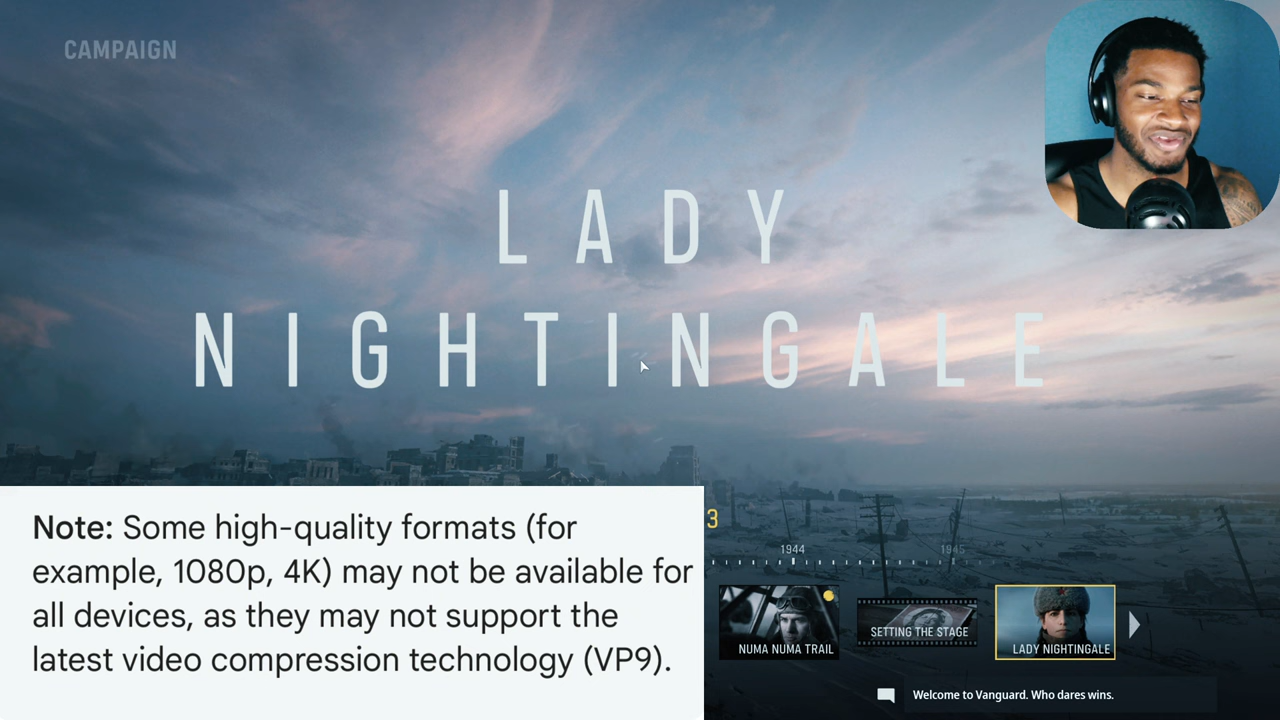 CAMPAIGN
LADY
NIGHTINGALE
Note: Some high-quality formats (for
example, 1080p, 4K) may not be available for
all devices, as they may not support the
latest video compression technology (VP9).
3
1944
1945
NUMA NUMA TRAIL
SETTING THE STAGE
LADY NIGHTINGALE
Welcome to Vanguard. Who dares wins.